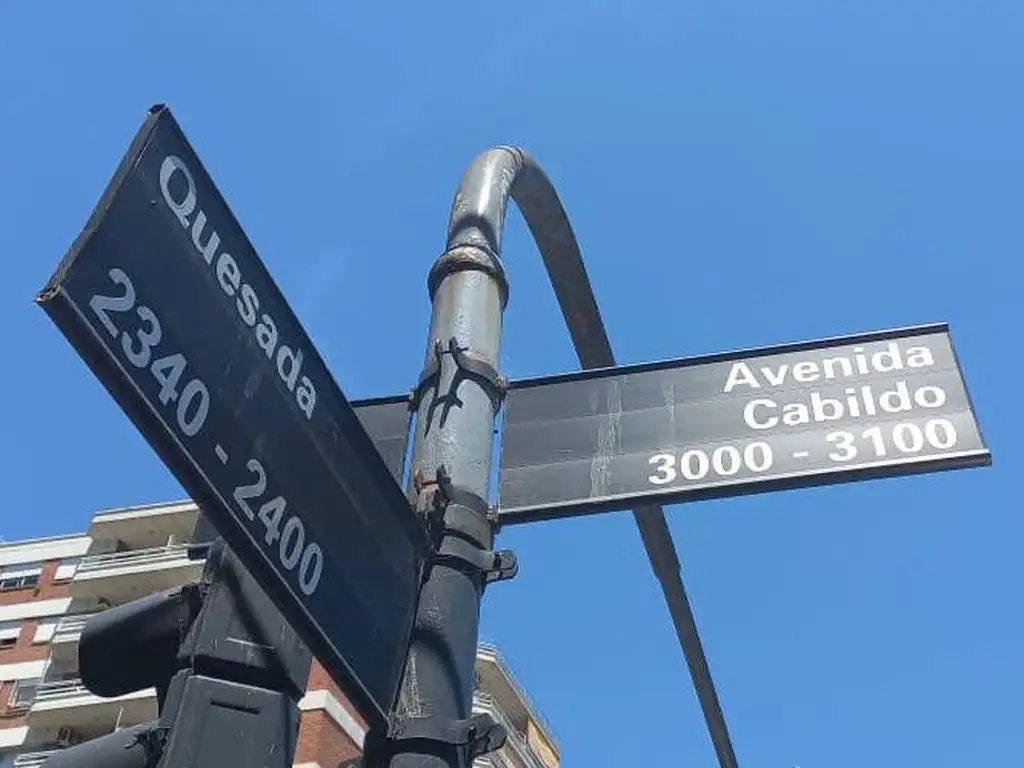 Quesada
2340 - 2400
Avenida
Cabildo
3000 - 3100